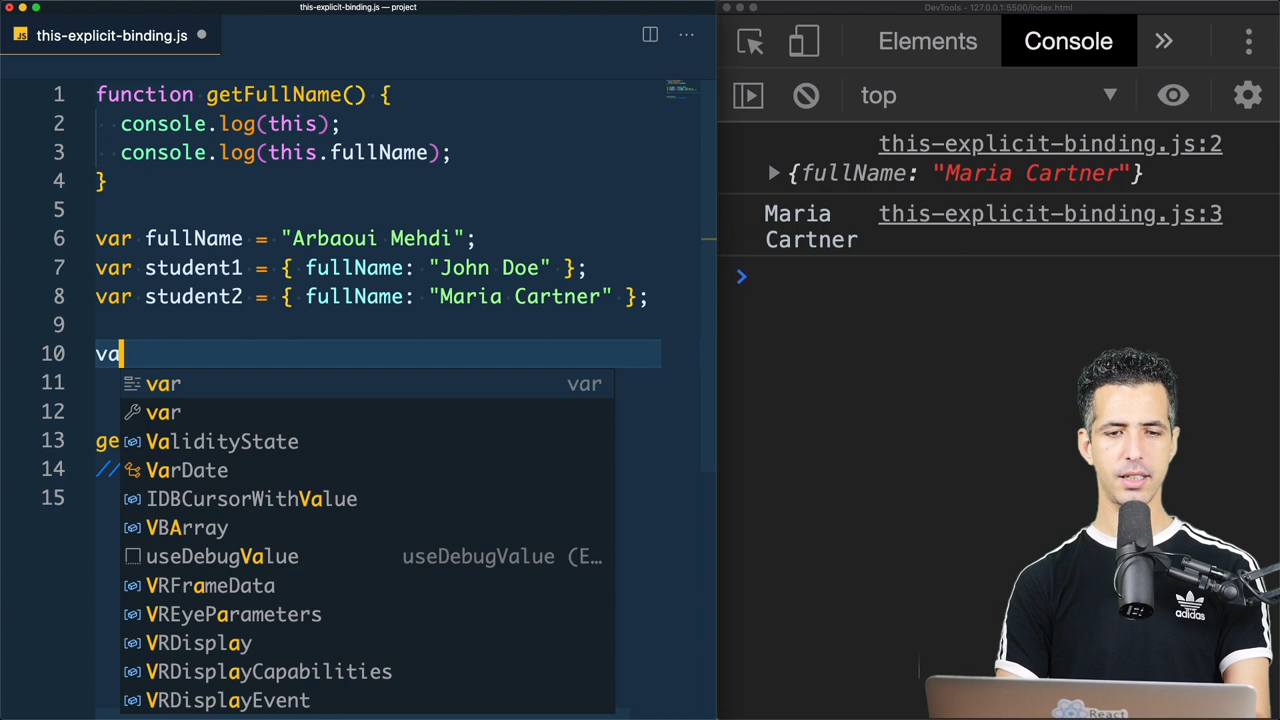 this-explicit-binding.js — project
DevTools - 127.0.0.1:5500/index.html
JS this-explicit-binding.js
Elements Console
top
1 function getFullName() {
2 console.log(this);
3 console.log(this.fullName);
4 }
5
6 var fullName = "Arbaoui Mehdi";
7 var student1 = { fullName: "John Doe" };
8 var student2 = { fullName: "Maria Cartner" };
9
10 va
11
12
13 ge
14 //
15
var var
var
ValidityState
VarDate
IDBCursorWithValue
VBArray
useDebugValue useDebugValue (E…
VRFrameData
VREyeParameters
VRDisplay
VRDisplayCapabilities
VRDisplayEvent
this-explicit-binding.js:2
{fullName: "Maria Cartner"}
Maria this-explicit-binding.js:3
Cartner
adidas
React